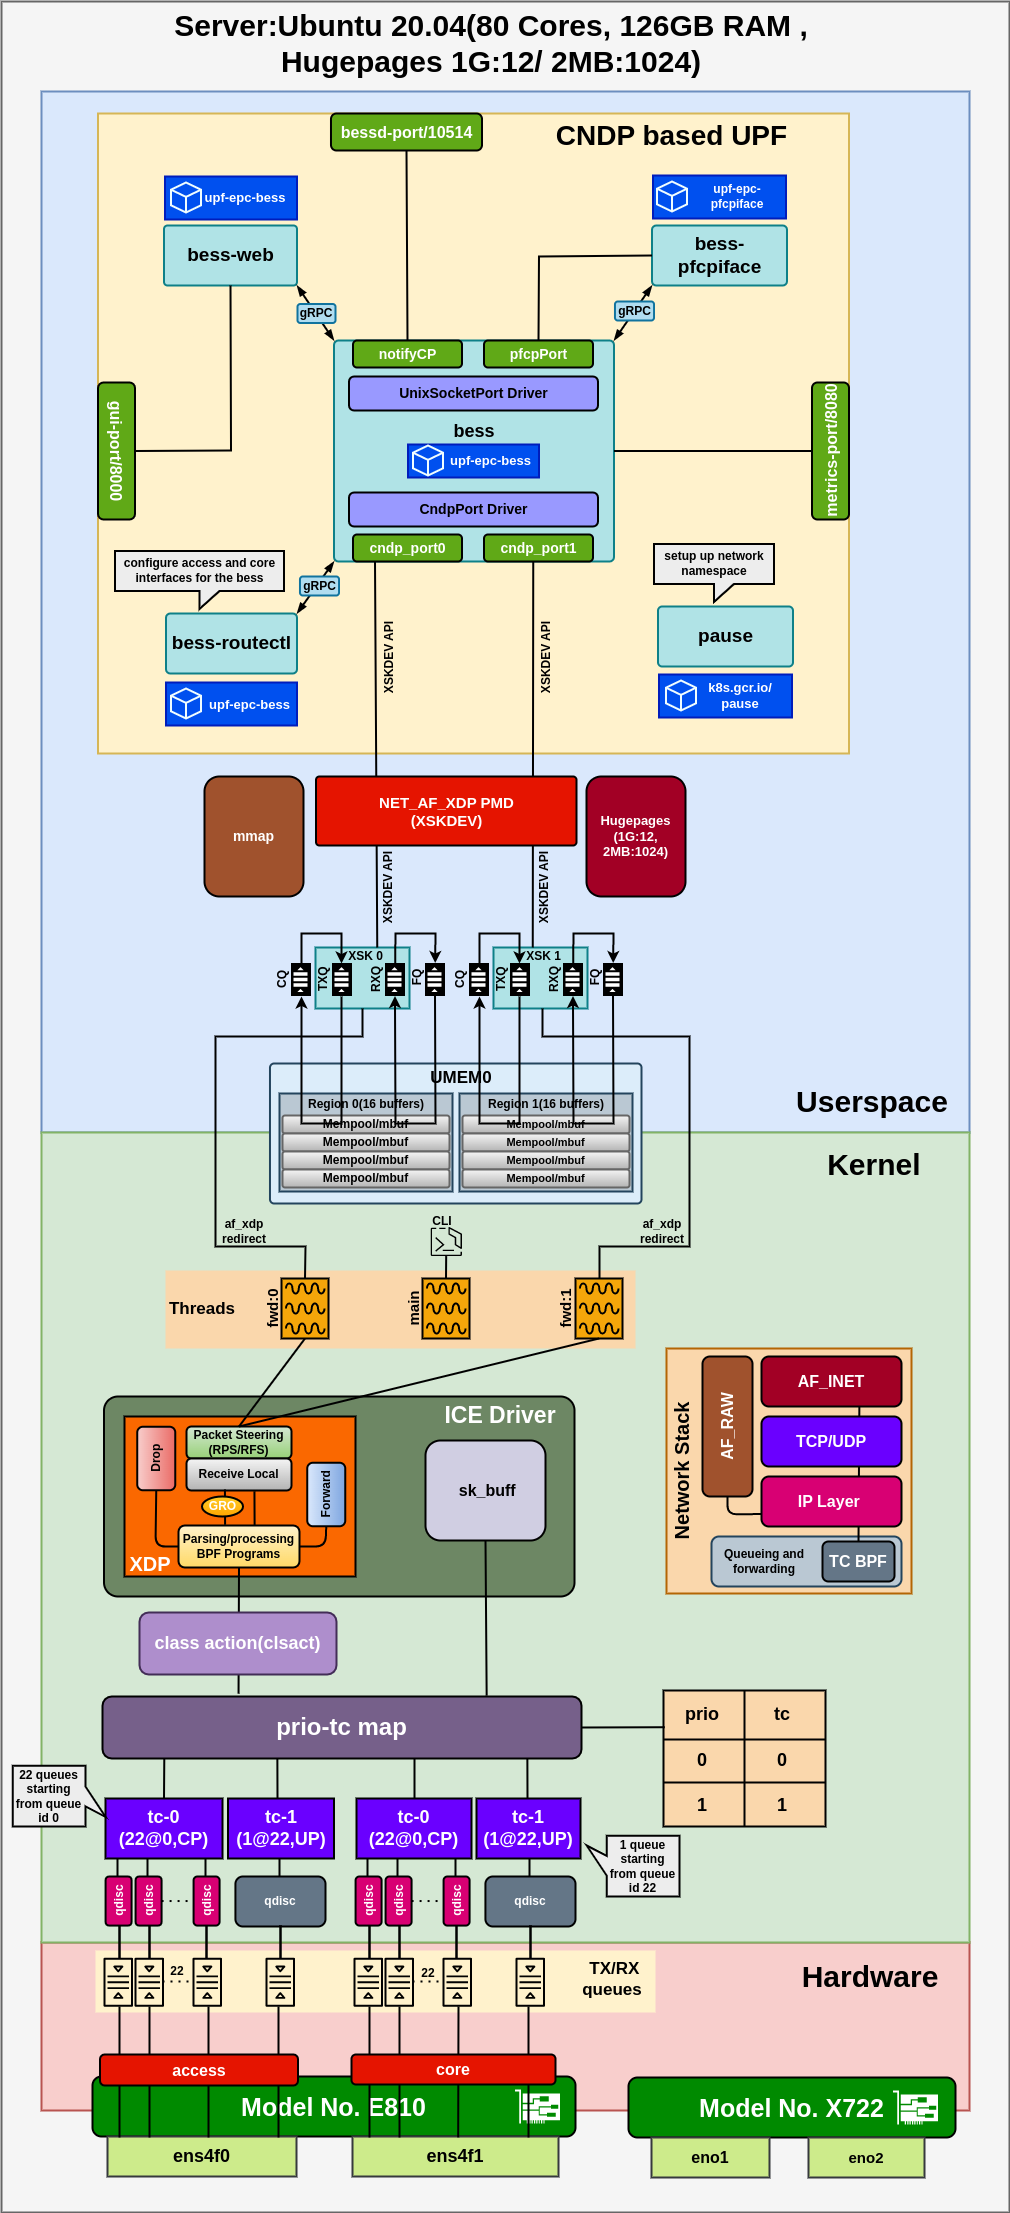 Server:Ubuntu 20.04(80 Cores, 126GB RAM ,
Hugepages 1G:12/ 2MB:1024)
bessd-port/10514
CNDP based UPF
upf-epc-bess
bess-web
upf-epc-
pfcpiface
bess-
pfcpiface
gRPC
gRPC
notifyCP
pfcpPort
UnixSocketPort Driver
bess
upf-epc-bess
CndpPort Driver
cndp_port0
cndp_port1
gui-port/8000
metrics-port/8080
configure access and core
interfaces for the bess
gRPC
bess-routectl
upf-epc-bess
setup up network
namespace
pause
k8s.gcr.io/
pause
XSKDEV API
XSKDEV API
mmap
NET_AF_XDP PMD
(XSKDEV)
Hugepages
(1G:12,
2MB:1024)
XSKDEV API
XSKDEV API
CQ
TXQ
XSK 0
RXQ
FQ
CQ
TXQ
XSK 1
RXQ
FQ
UMEM0
Region 0(16 buffers)
Mempool/mbuf
Mempool/mbuf
Mempool/mbuf
Mempool/mbuf
Region 1(16 buffers)
Mempool/mbuf
Mempool/mbuf
Mempool/mbuf
Mempool/mbuf
Userspace
Kernel
af_xdp
redirect
CLI
af_xdp
redirect
Threads
fwd:0
main
fwd:1
ICE Driver
Drop
Packet Steering
(RPS/RFS)
Receive Local
GRO
Forward
Parsing/processing
BPF Programs
XDP
sk_buff
Network Stack
AF_RAW
AF_INET
TCP/UDP
IP Layer
Queueing and
forwarding
TC BPF
class action(clsact)
prio-tc map
prio
tc
0
0
1
1
22 queues
starting
from queue
id 0
tc-0
(22@0,CP)
tc-1
(1@22,UP)
tc-0
(22@0,CP)
tc-1
(1@22,UP)
1 queue
starting
from queue
id 22
qdisc
qdisc
.....
qdisc
qdisc
qdisc
qdisc
.....
qdisc
qdisc
22
22
TX/RX
queues
Hardware
access
core
Model No. E810
Model No. X722
ens4f0
ens4f1
eno1
eno2